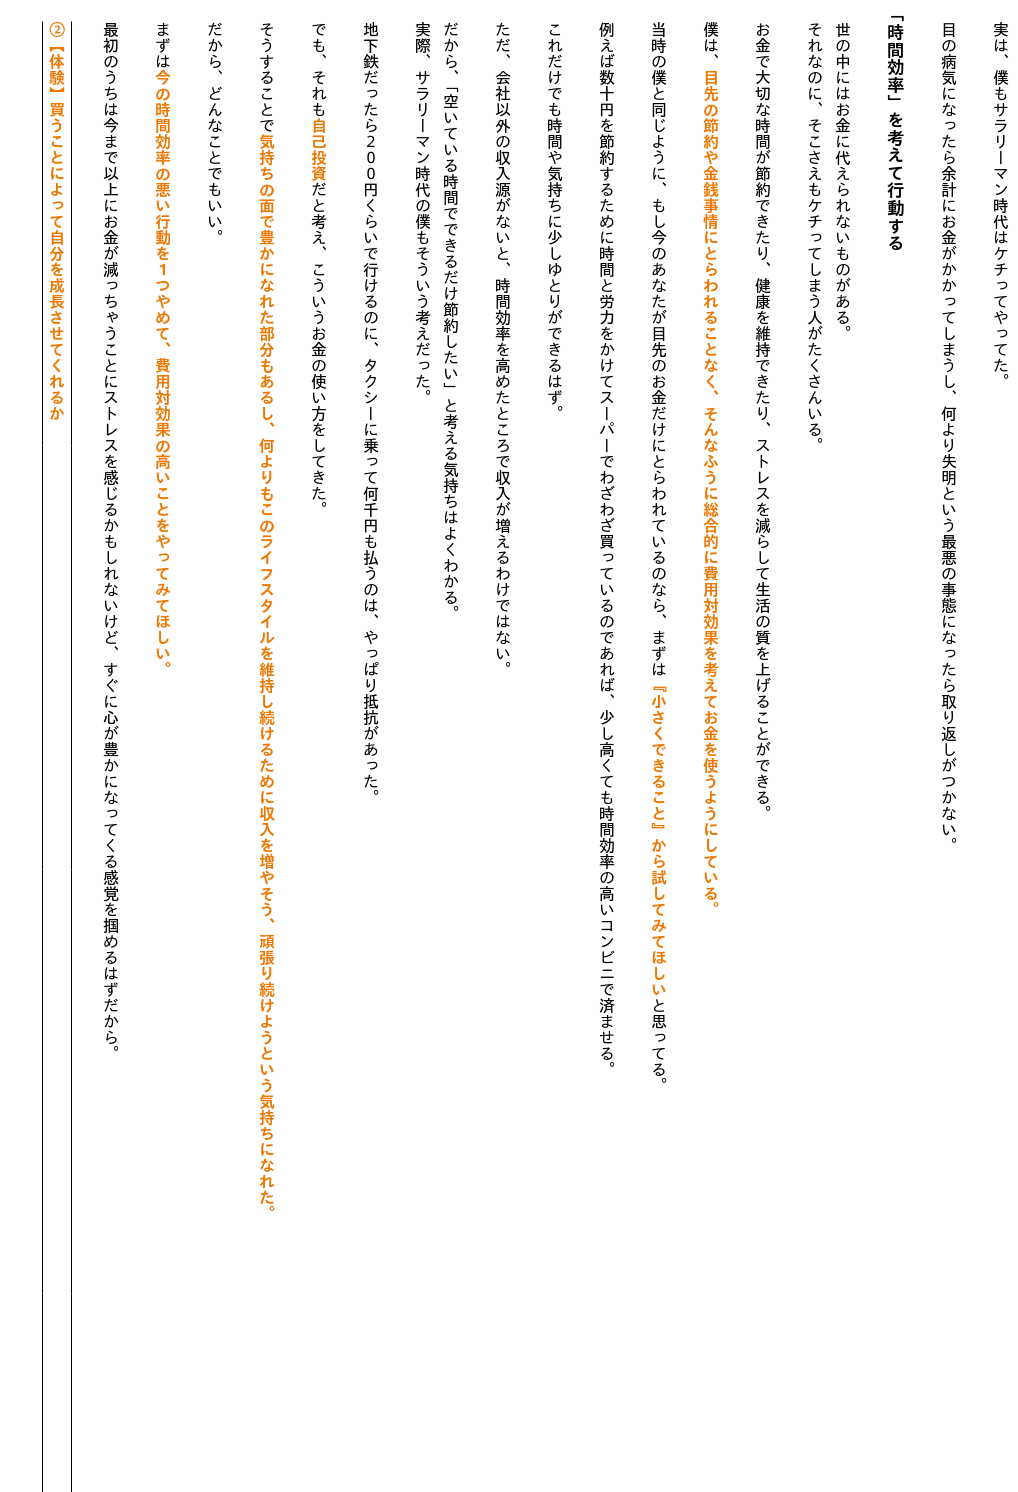 実は、僕もサラリーマン時代はケチってやってた。
目の病気になったら余計にお金がかかってしまうし、何より失明という最悪の事態になったら取り返しがつかない。
「時間効率」を考えて行動する
世の中にはお金に代えられないものがある。
それなのに、そこさえもケチってしまう人がたくさんいる。
お金で大切な時間が節約できたり、健康を維持できたり、ストレスを減らして生活の質を上げることができる。
僕は、目先の節約や金銭事情にとらわれることなく、そんなふうに総合的に費用対効果を考えてお金を使うようにしている。
当時の僕と同じように、もし今のあなたが目先のお金だけにとらわれているのなら、まずは『小さくできること』から試してみてほしいと思ってる。
例えば数十円を節約するために時間と労力をかけてスーパーでわざわざ買っているのであれば、少し高くても時間効率の高いコンビニで済ませる。
これだけでも時間や気持ちに少しゆとりができるはず。
ただ、会社以外の収入源がないと、時間効率を高めたところで収入が増えるわけではない。
だから、「空いている時間でできるだけ節約したい」と考える気持ちはよくわかる。
実際、サラリーマン時代の僕もそういう考えだった。
地下鉄だったら２００円くらいで行けるのに、タクシーに乗って何千円も払うのは、やっぱり抵抗があった。
でも、それも自己投資だと考え、こういうお金の使い方をしてきた。
そうすることで気持ちの面で豊かになれた部分もあるし、何よりもこのライフスタイルを維持し続けるために収入を増やそう、頑張り続けようという気持ちになれた。
だから、どんなことでもいい。
まずは今の時間効率の悪い行動を１つやめて、費用対効果の高いことをやってみてほしい。
最初のうちは今まで以上にお金が減っちゃうことにストレスを感じるかもしれないけど、すぐに心が豊かになってくる感覚を掴めるはずだから。
②【体験】買うことによって自分を成長させてくれるか